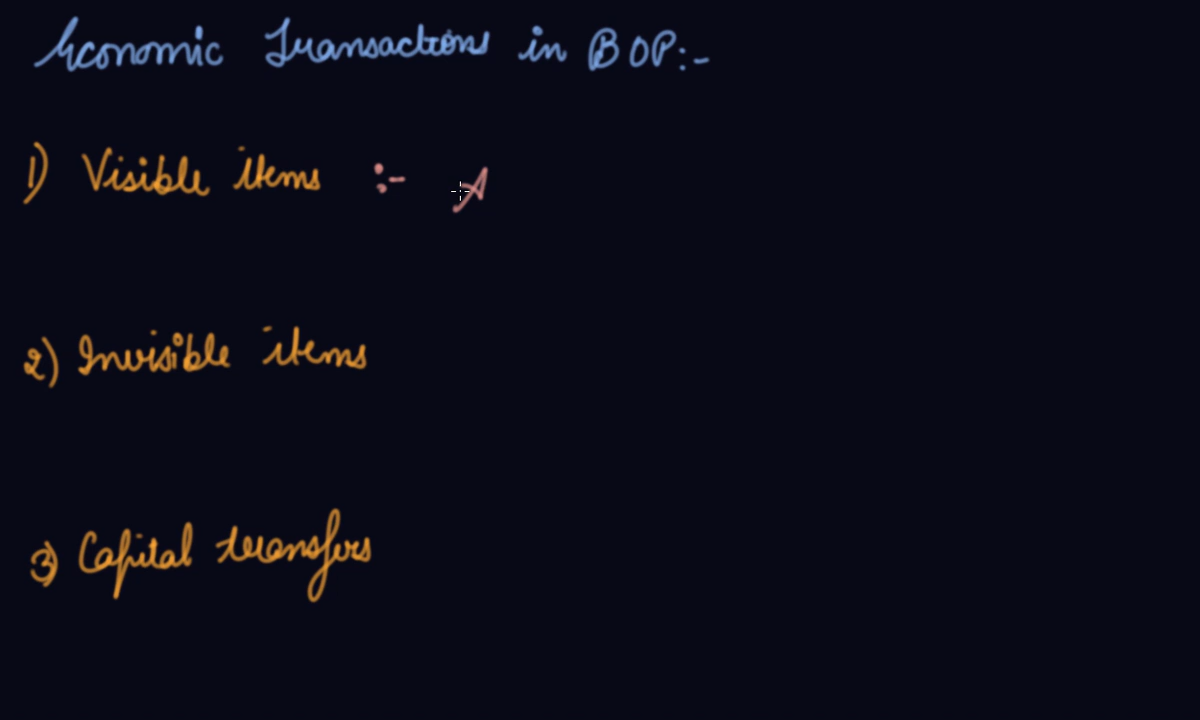 Economic Transactions in BOP:-
1) Visible items :- A
2) Invisible items
3) Capital transfers